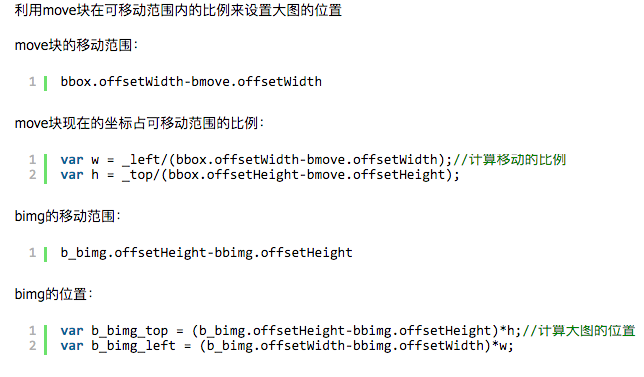 利用move块在可移动范围内的比例来设置大图的位置
move块的移动范围：
1 bbox.offsetWidth-bmove.offsetWidth
move块现在的坐标占可移动范围的比例：
1 var w = _left/(bbox.offsetWidth-bmove.offsetWidth);//计算移动的比例
2 var h = _top/(bbox.offsetHeight-bmove.offsetHeight);
bimg的移动范围：
1 b_bimg.offsetHeight-bbimg.offsetHeight
bimg的位置：
1 var b_bimg_top = (b_bimg.offsetHeight-bbimg.offsetHeight)*h;//计算大图的位置
2 var b_bimg_left = (b_bimg.offsetWidth-bbimg.offsetWidth)*w;